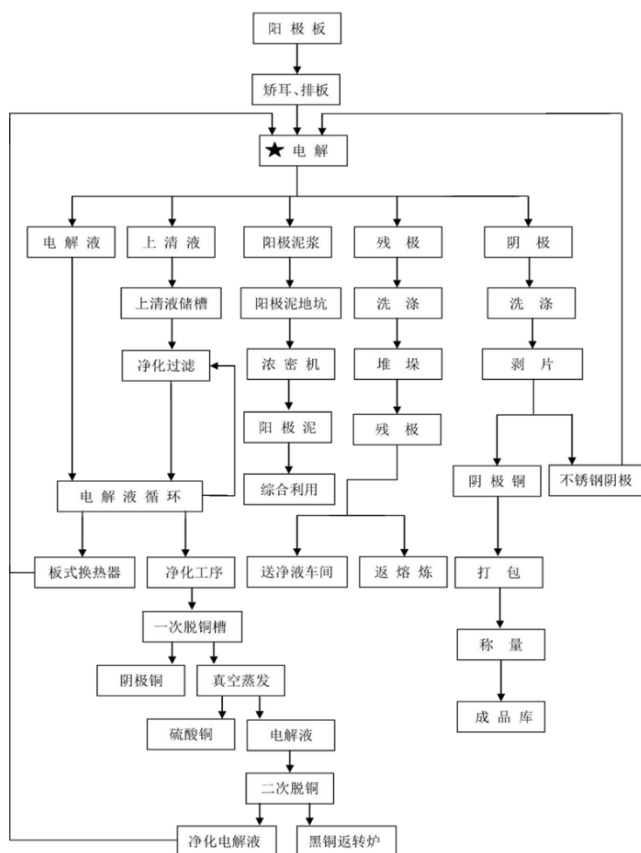 阳极板
矫耳、排板
★电解
电解液
上清液
阳极泥浆
残极
阴极
上清液储槽
阳极泥地坑
洗涤
洗涤
净化过滤
浓密机
堆垛
剥片
阳极泥
残极
电解液循环
综合利用
阴极铜
不锈钢阴极
板式换热器
净化工序
送净液车间
返熔炼
打包
一次脱铜槽
称量
阴极铜
真空蒸发
硫酸铜
电解液
成品库
二次脱铜
净化电解液
黑铜返转炉